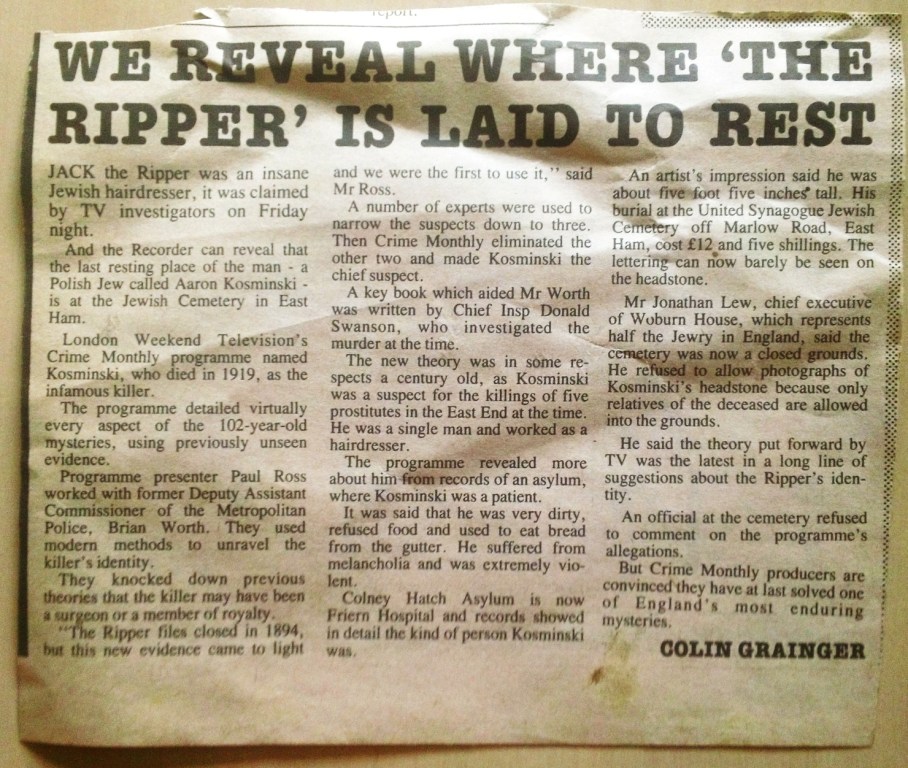 report.
WE REVEAL WHERE ‘THE
RIPPER’ IS LAID TO REST
JACK the Ripper was an insane
Jewish hairdresser, it was claimed
by TV investigators on Friday
night.
And the Recorder can reveal that
the last resting place of the man - a
Polish Jew called Aaron Kosminski -
is at the Jewish Cemetery in East
Ham.
London Weekend Television's
Crime Monthly programme named
Kosminski, who died in 1919, as the
infamous killer.
The programme detailed virtually
every aspect of the 102-year-old
mysteries, using previously unseen
evidence.
Programme presenter Paul Ross
worked with former Deputy Assistant
Commissioner of the Metropolitan
Police, Brian Worth. They used
modern methods to unravel the
killer's identity.
They knocked down previous
theories that the killer may have been
a surgeon or a member of royalty.
"The Ripper files closed in 1894,
but this new evidence came to light
and we were the first to use it," said
Mr Ross.
A number of experts were used to
narrow the suspects down to three.
Then Crime Monthly eliminated the
other two and made Kosminski the
chief suspect.
A key book which aided Mr Worth
was written by Chief Insp Donald
Swanson, who investigated the
murder at the time.
The new theory was in some re-
spects a century old, as Kosminski
was a suspect for the killings of five
prostitutes in the East End at the time.
He was a single man and worked as a
hairdresser.
The programme revealed more
about him from records of an asylum,
where Kosminski was a patient.
It was said that he was very dirty,
refused food and used to eat bread
from the gutter. He suffered from
melancholia and was extremely vio-
lent.
Colney Hatch Asylum is now
Friern Hospital and records showed
in detail the kind of person Kosminski
was.
An artist's impression said he was
about five foot five inches tall. His
burial at the United Synagogue Jewish
Cemetery off Marlow Road, East
Ham, cost £12 and five shillings. The
lettering can now barely be seen on
the headstone.
Mr Jonathan Lew, chief executive
of Woburn House, which represents
half the Jewry in England, said the
cemetery was now a closed grounds.
He refused to allow photographs of
Kosminski's headstone because only
relatives of the deceased are allowed
into the grounds.
He said the theory put forward by
TV was the latest in a long line of
suggestions about the Ripper's iden-
tity.
An official at the cemetery refused
to comment on the programme's
allegations.
But Crime Monthly producers are
convinced they have at last solved one
of England's most enduring
mysteries.
COLIN GRAINGER